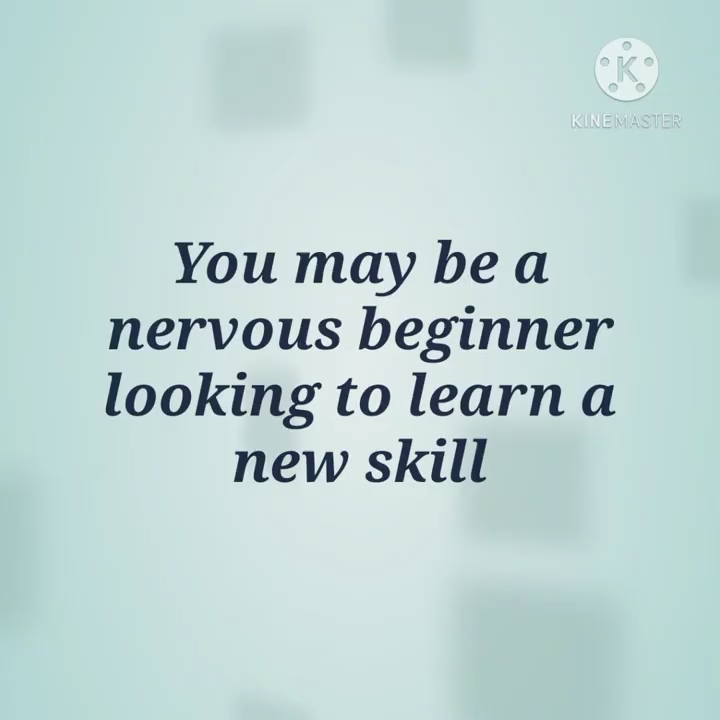 KINEMASTER
You may be a
nervous beginner
looking to learn a
new skill